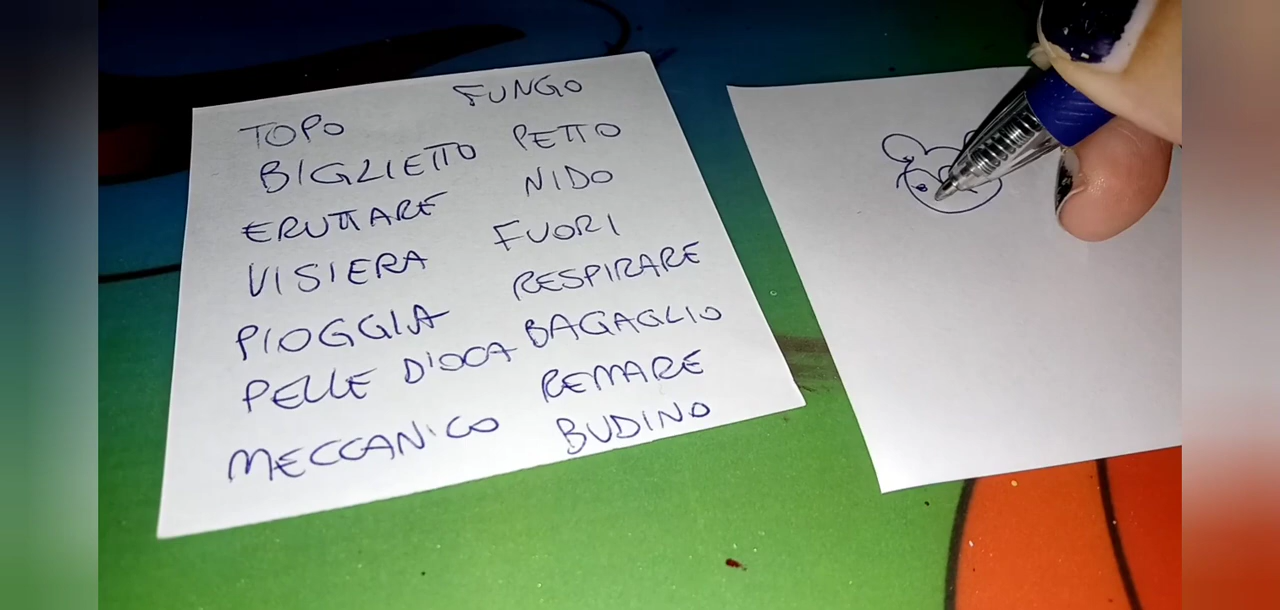 TOPO
BIGLIETTO
ERUTTARE
VISIERA
PIOGGIA
PELLE D'OCA
MECCANICO
FUNGO
PETTO
NIDO
FUORI
RESPIRARE
BAGAGLIO
REMARE
BUDINO